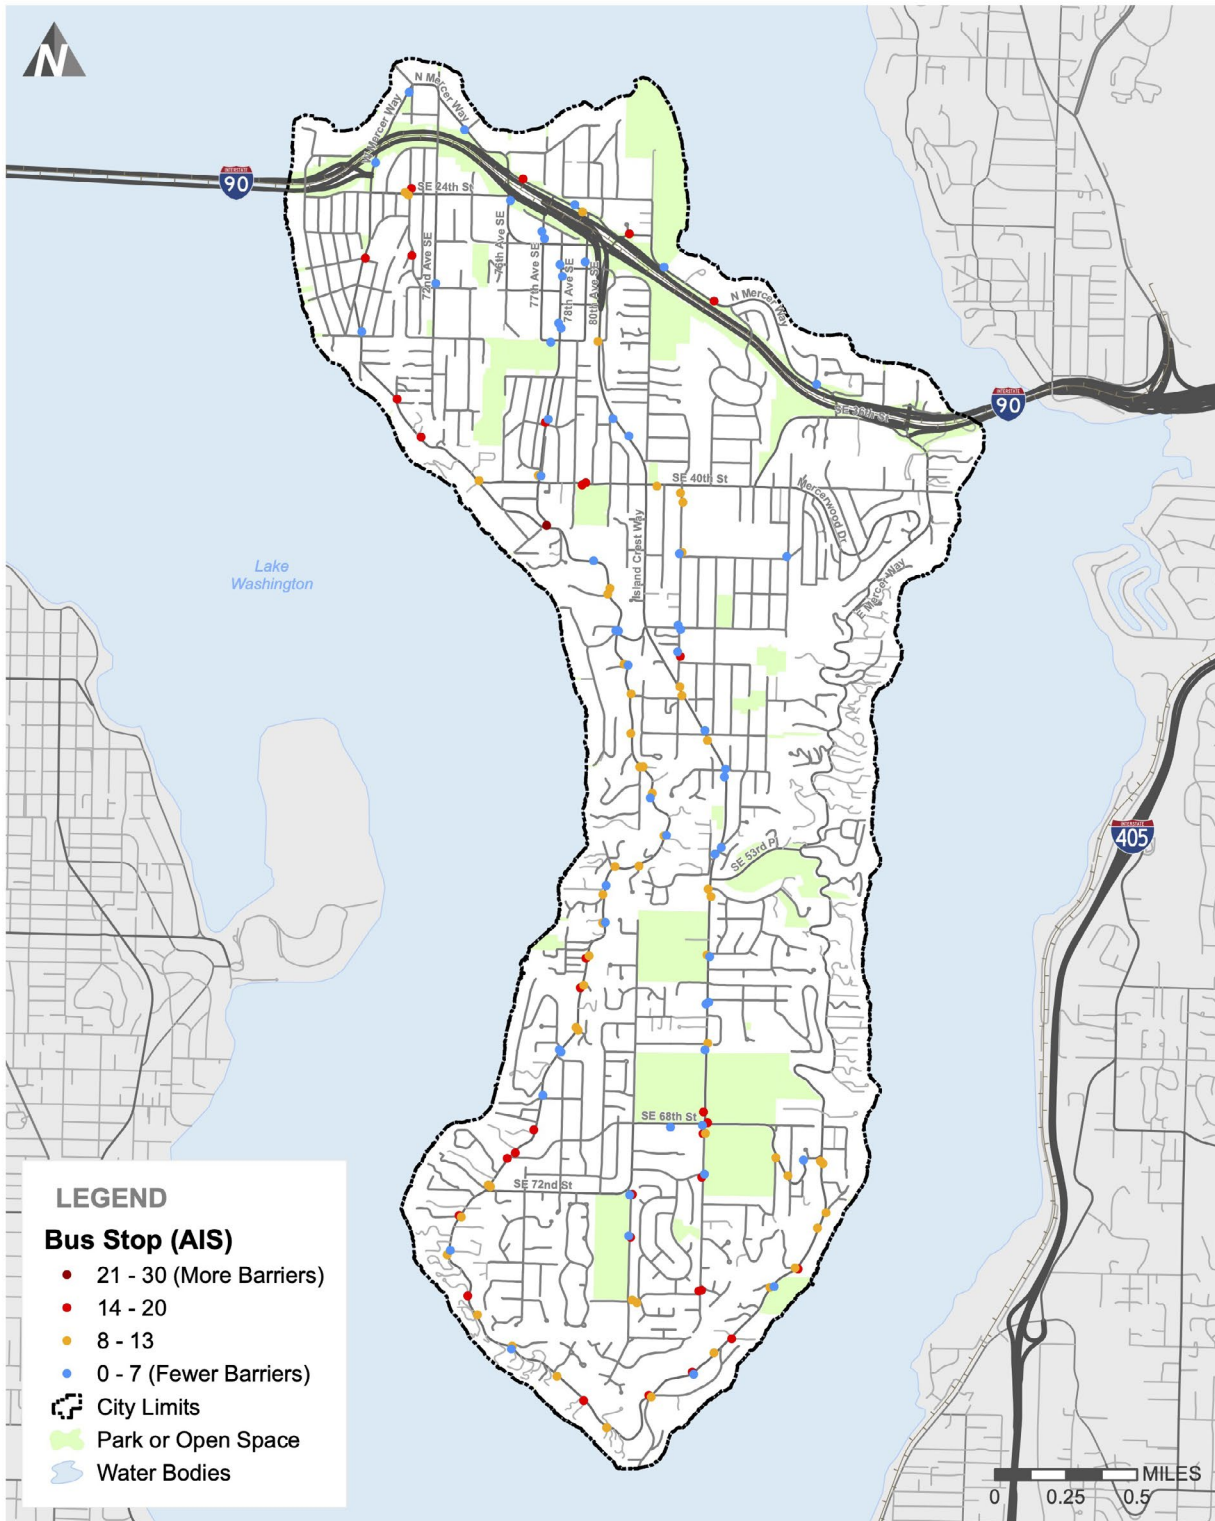 N
N Mercer Way
N Mercer Way
INTERSTATE
90
SE 24th St
72nd Ave SE
76th Ave SE
77th Ave SE
78th Ave SE
80th Ave SE
N Mercer Way
INTERSTATE
90
SE 36th St
SE 40th St
Mercerwood Dr
Island Crest Way
E Mercer Way
Lake
Washington
INTERSTATE
405
SE 53rd Pl
SE 68th St
SE 72nd St
LEGEND
Bus Stop (AIS)
21 - 30 (More Barriers)
14 - 20
8 - 13
0 - 7 (Fewer Barriers)
City Limits
Park or Open Space
Water Bodies
MILES
0 0.25 0.5